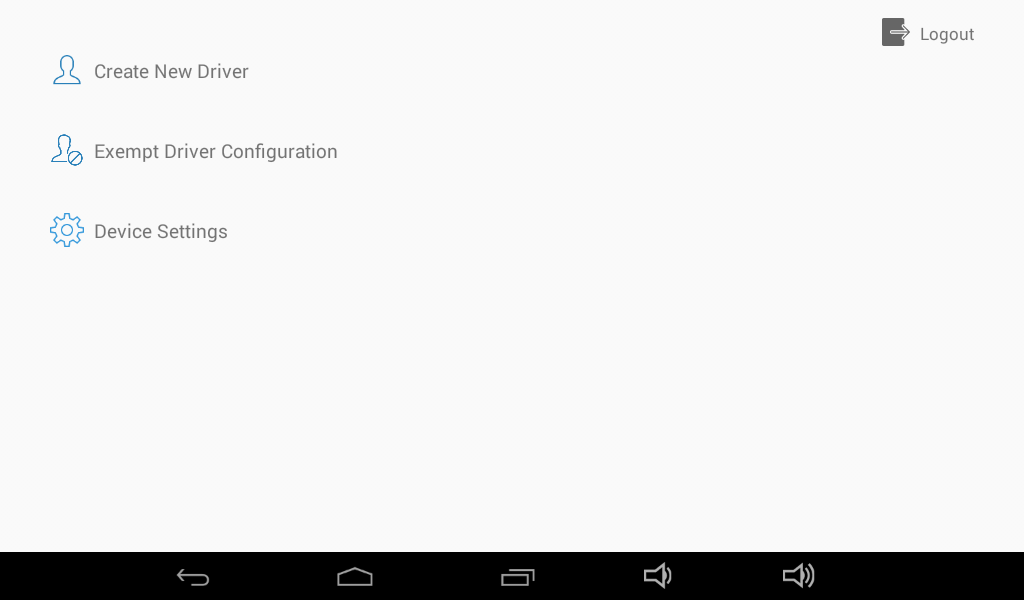 Logout
Create New Driver
Exempt Driver Configuration
Device Settings